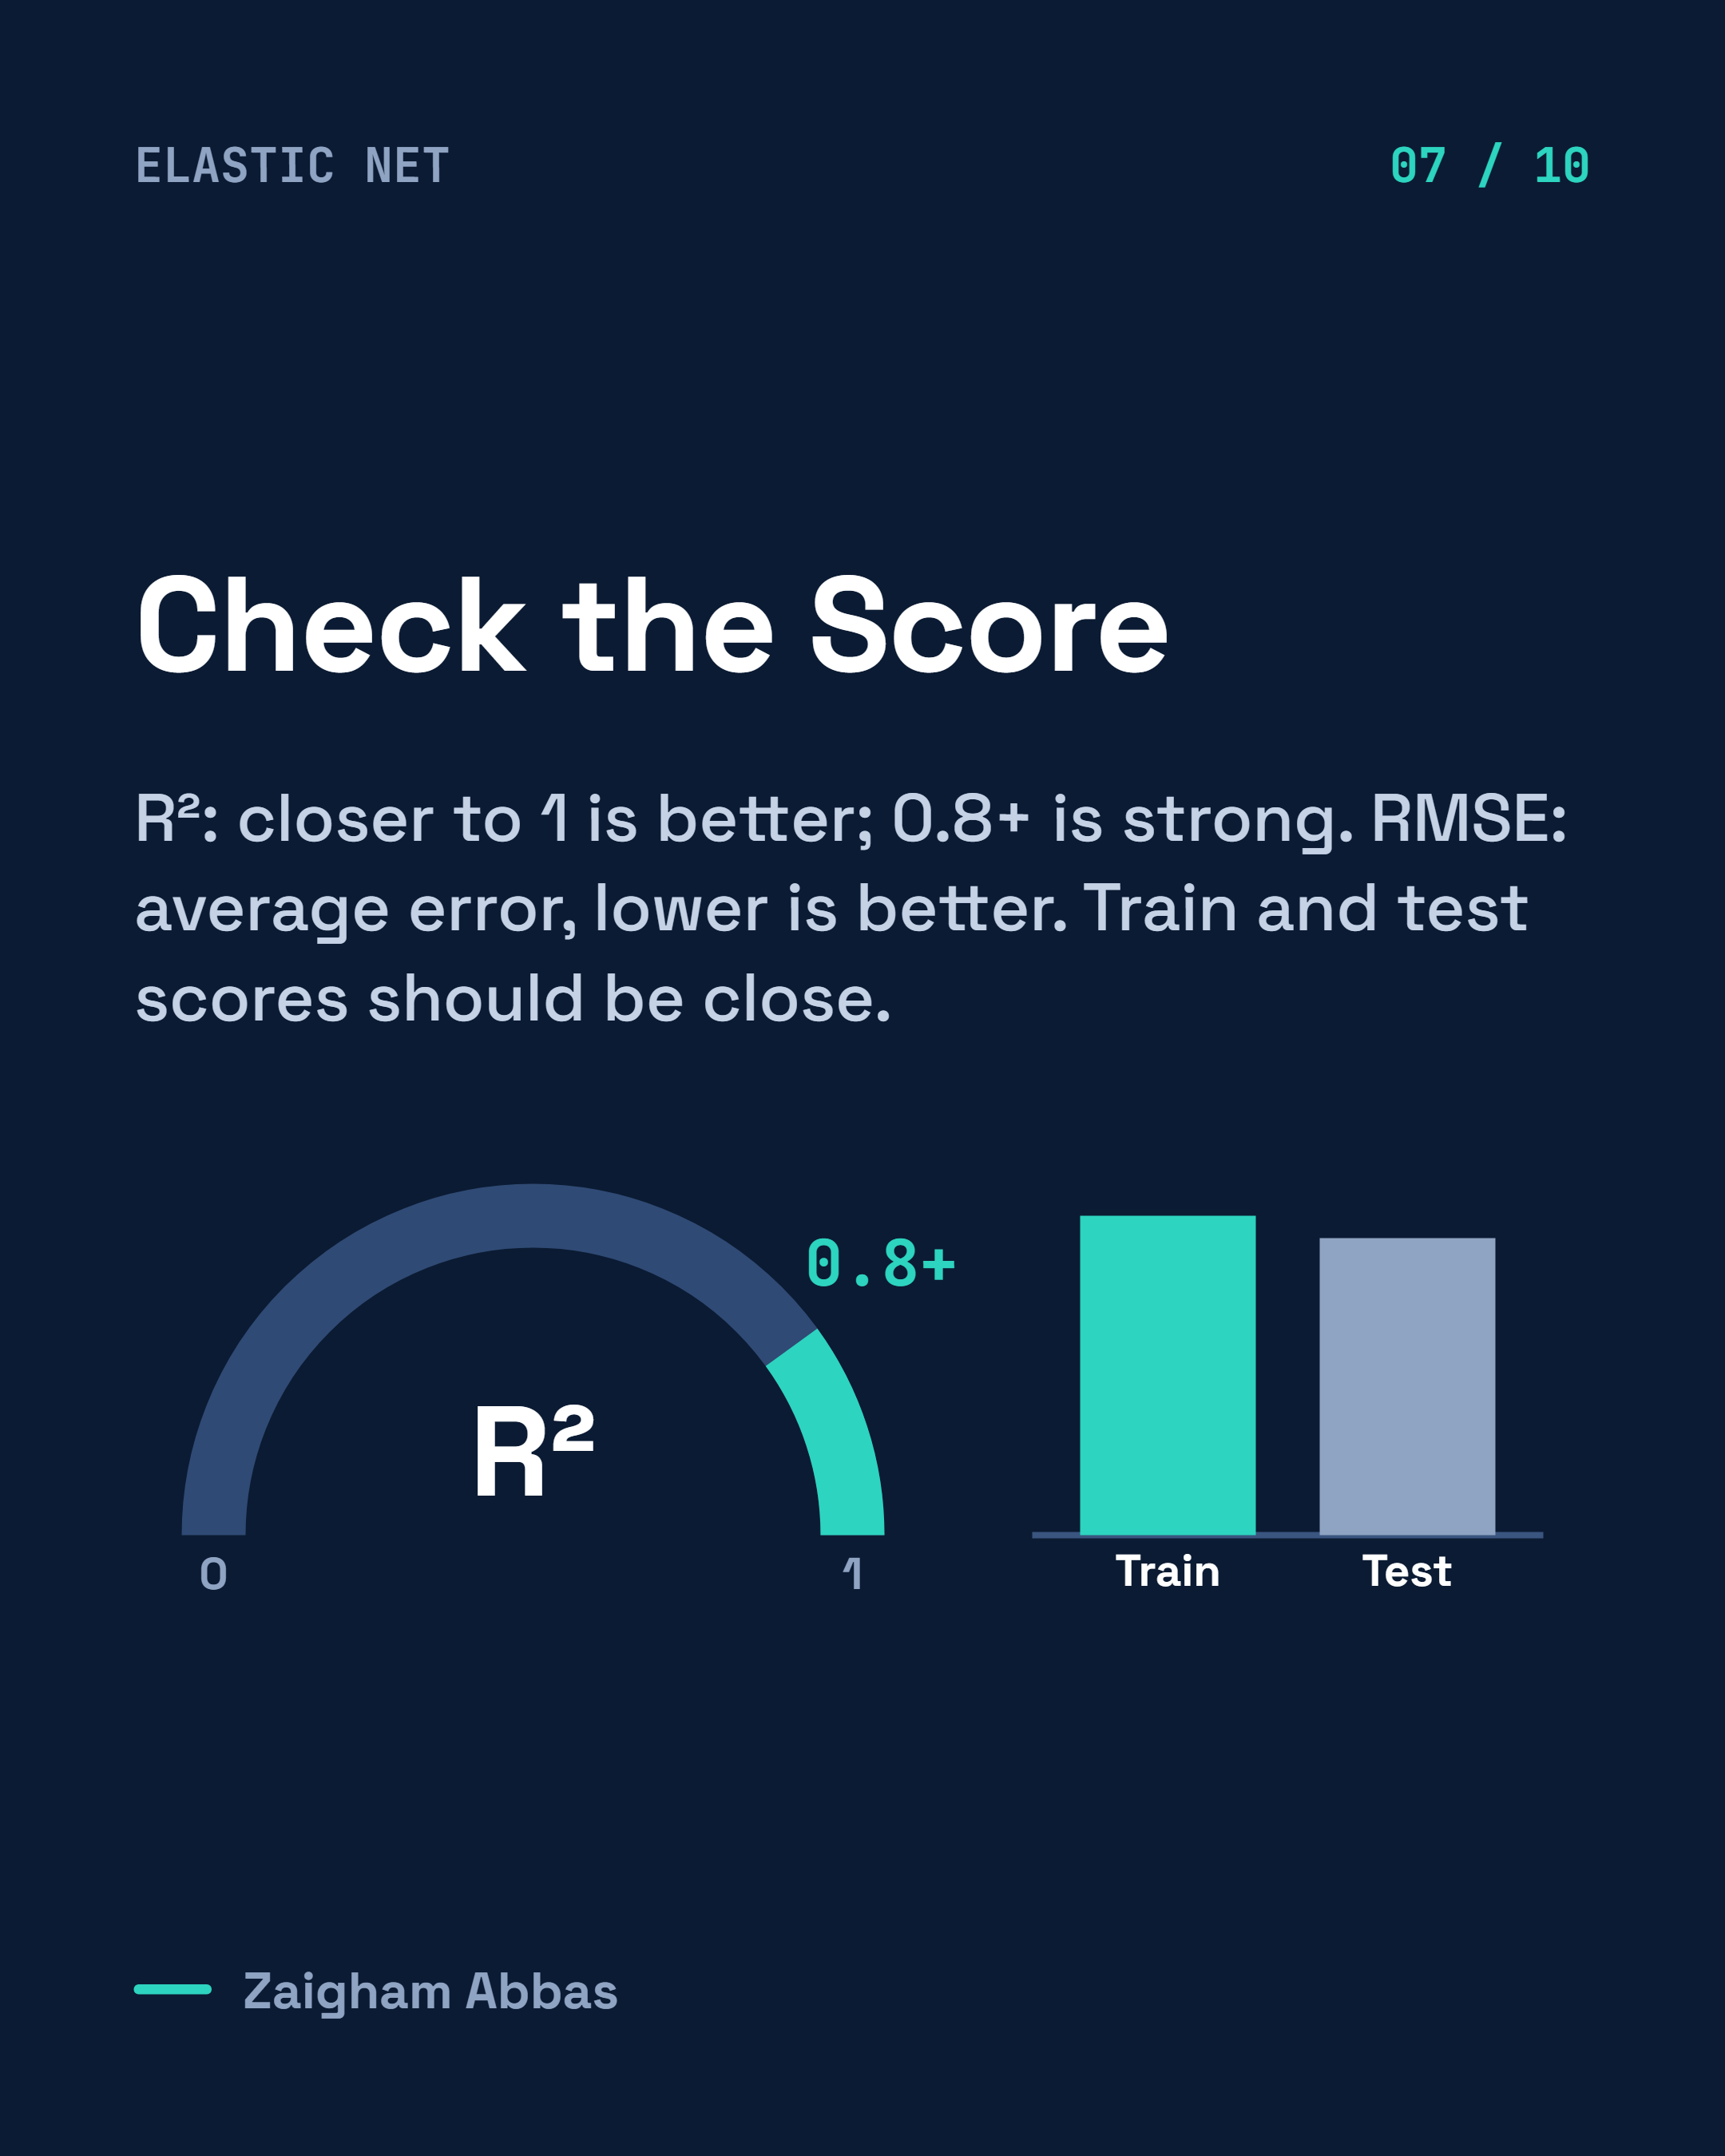 ELASTIC NET
07 / 10
Check the Score
R²: closer to 1 is better; 0.8+ is strong. RMSE:
average error, lower is better. Train and test
scores should be close.
0.8+
R²
0
1
Train
Test
Zaigham Abbas